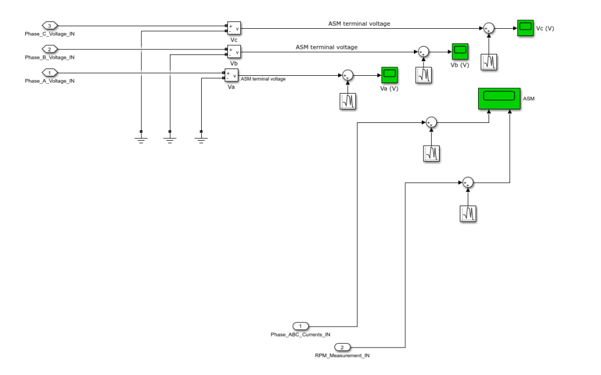 3
Phase_C_Voltage_IN
+ v
-
Vc
ASM terminal voltage
Vc (V)
2
Phase_B_Voltage_IN
+ v
-
Vb
ASM terminal voltage
Vb (V)
1
Phase_A_Voltage_IN
+ v
-
Va
ASM terminal voltage
Va (V)
ASM
1
Phase_ABC_Currents_IN
2
RPM_Measurement_IN